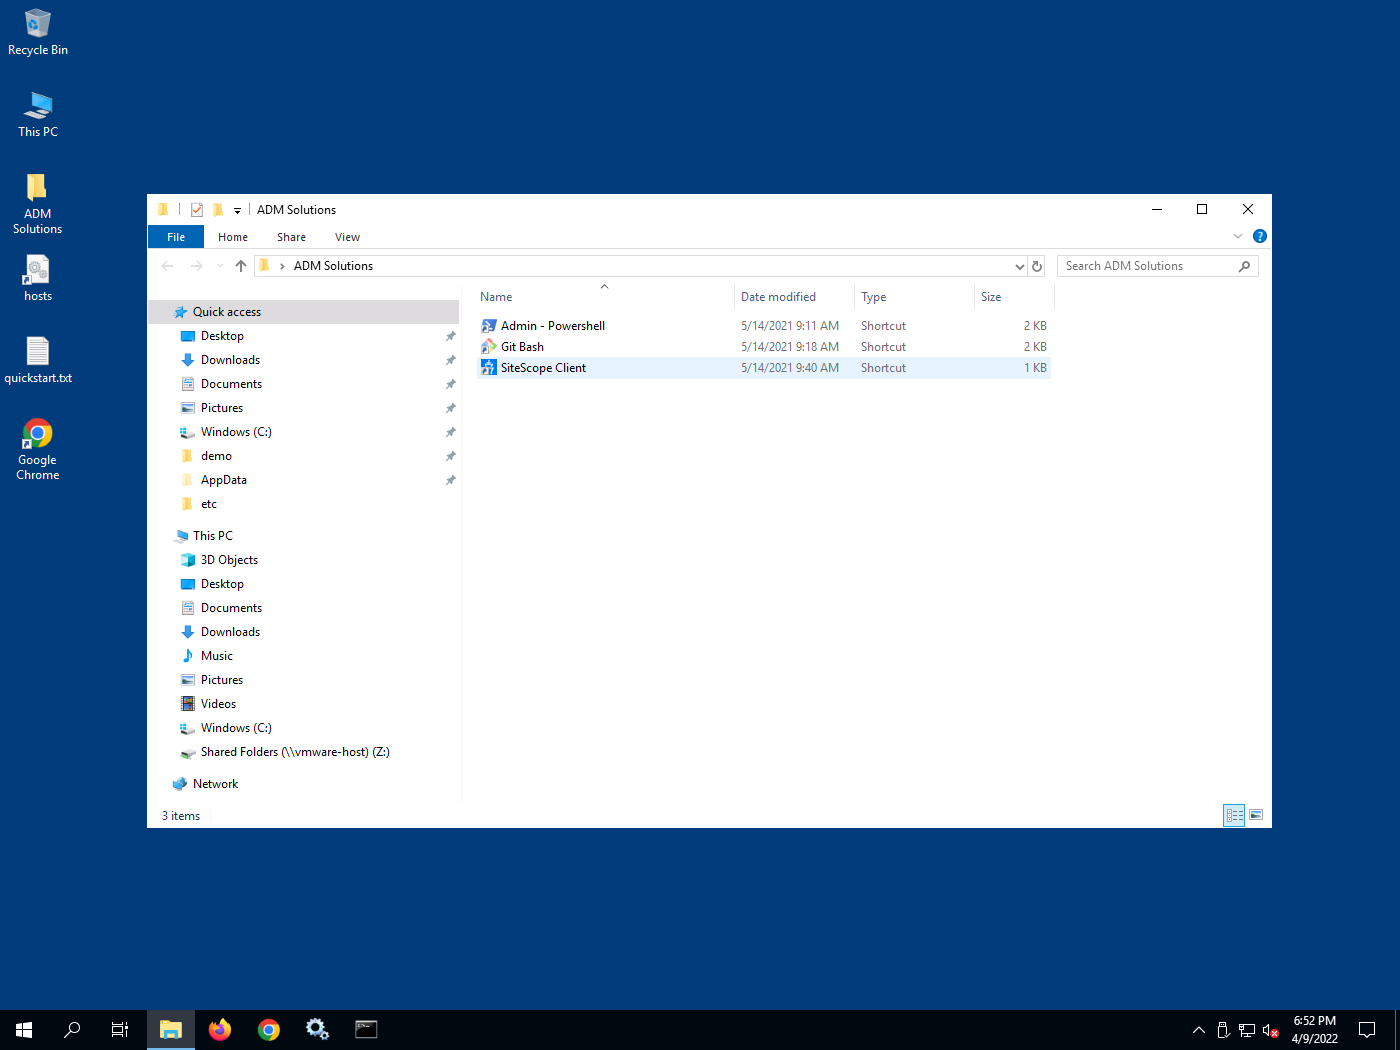 Recycle Bin
This PC
ADM
Solutions
hosts
quickstart.txt
Google
Chrome
ADM Solutions
File
Home
Share
View
ADM Solutions
Search ADM Solutions
Name
Date modified
Type
Size
Admin - Powershell
5/14/2021 9:11 AM
Shortcut
2 KB
Git Bash
5/14/2021 9:18 AM
Shortcut
2 KB
SiteScope Client
5/14/2021 9:40 AM
Shortcut
1 KB
Quick access
Desktop
Downloads
Documents
Pictures
Windows (C:)
demo
AppData
etc
This PC
3D Objects
Desktop
Documents
Downloads
Music
Pictures
Videos
Windows (C:)
Shared Folders (\\vmware-host) (Z:)
Network
3 items
6:52 PM
4/9/2022